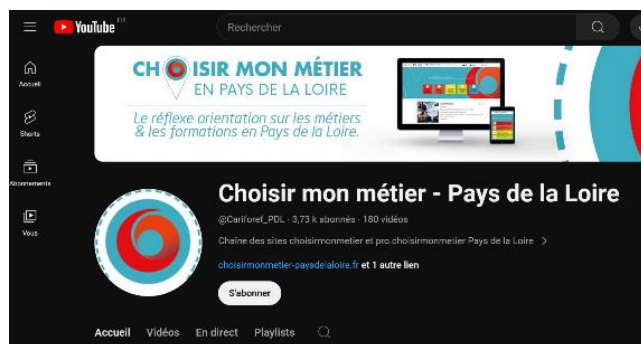 YouTube
Rechercher
Accueil
Shorts
Abonnements
Vous
CHOISIR MON MÉTIER
EN PAYS DE LA LOIRE
Le réflexe orientation sur les métiers
& les formations en Pays de la Loire.
Choisir mon métier - Pays de la Loire
@Cariforef_PDL · 3,73 k abonnés · 180 vidéos
Chaîne des sites choisirmonmetier et pro.choisirmonmetier Pays de la Loire
choisirmonmetier-paysdelaloire.fr et 1 autre lien
S'abonner
Accueil Vidéos En direct Playlists